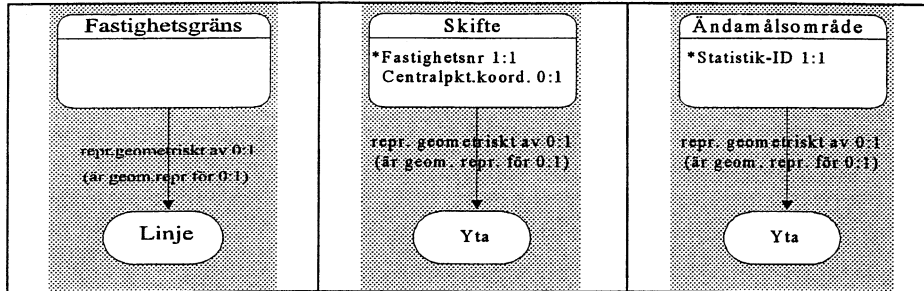 Fastighetsgräns
repr.geometriskt av 0:1
(är geom.repr för 0:1)
Linje
Skifte
*Fastighetsnr 1:1
Centralpkt.koord. 0:1
repr. geometriskt av 0:1
(är geom. repr. för 0:1)
Yta
Ändamålsområde
*Statistik-ID 1:1
repr. geometriskt av 0:1
(är geom. repr. för 0:1)
Yta